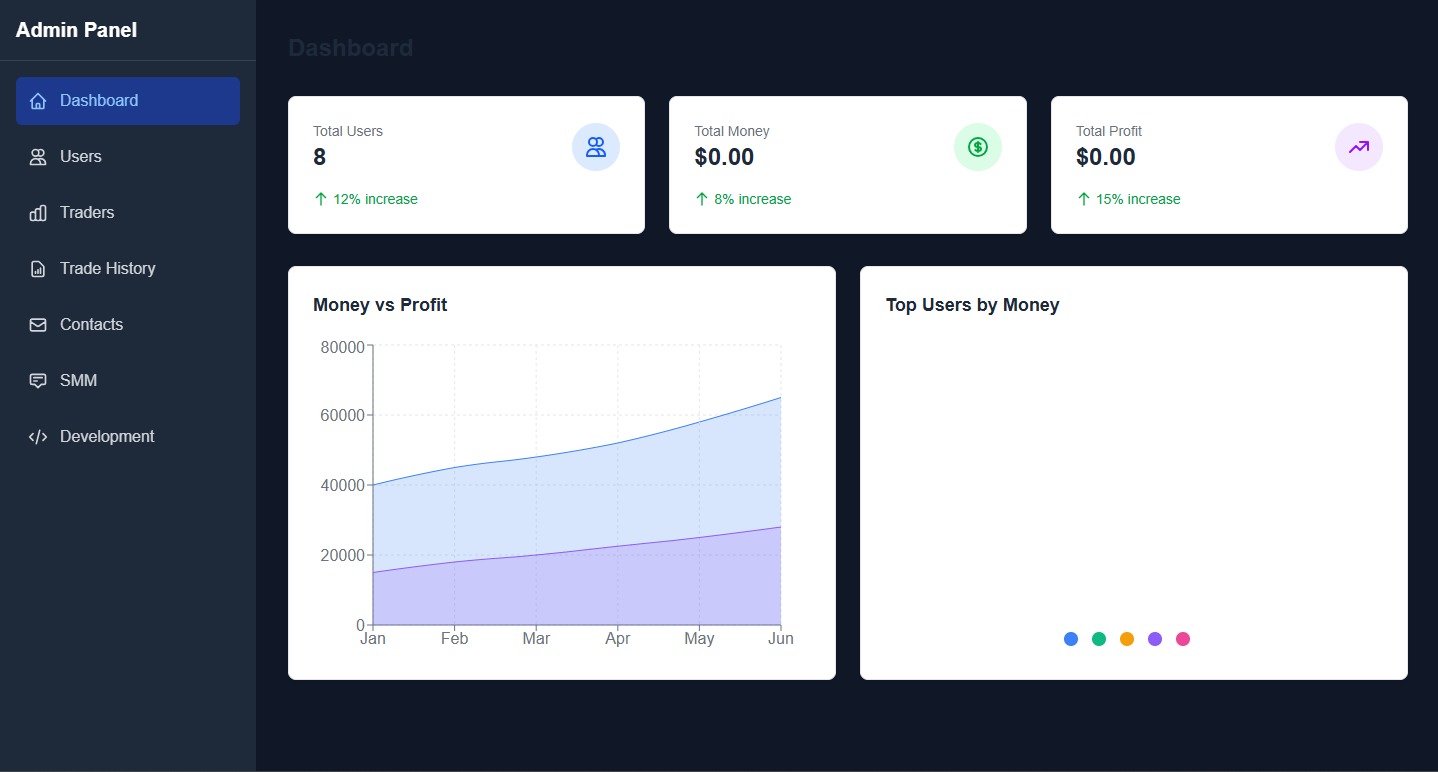 Admin Panel
Dashboard
Users
Traders
Trade History
Contacts
SMM
Development
Dashboard
Total Users
8
12% increase
Total Money
$0.00
8% increase
Total Profit
$0.00
15% increase
Money vs Profit
80000
60000
40000
20000
0
Jan Feb Mar Apr May Jun
Top Users by Money